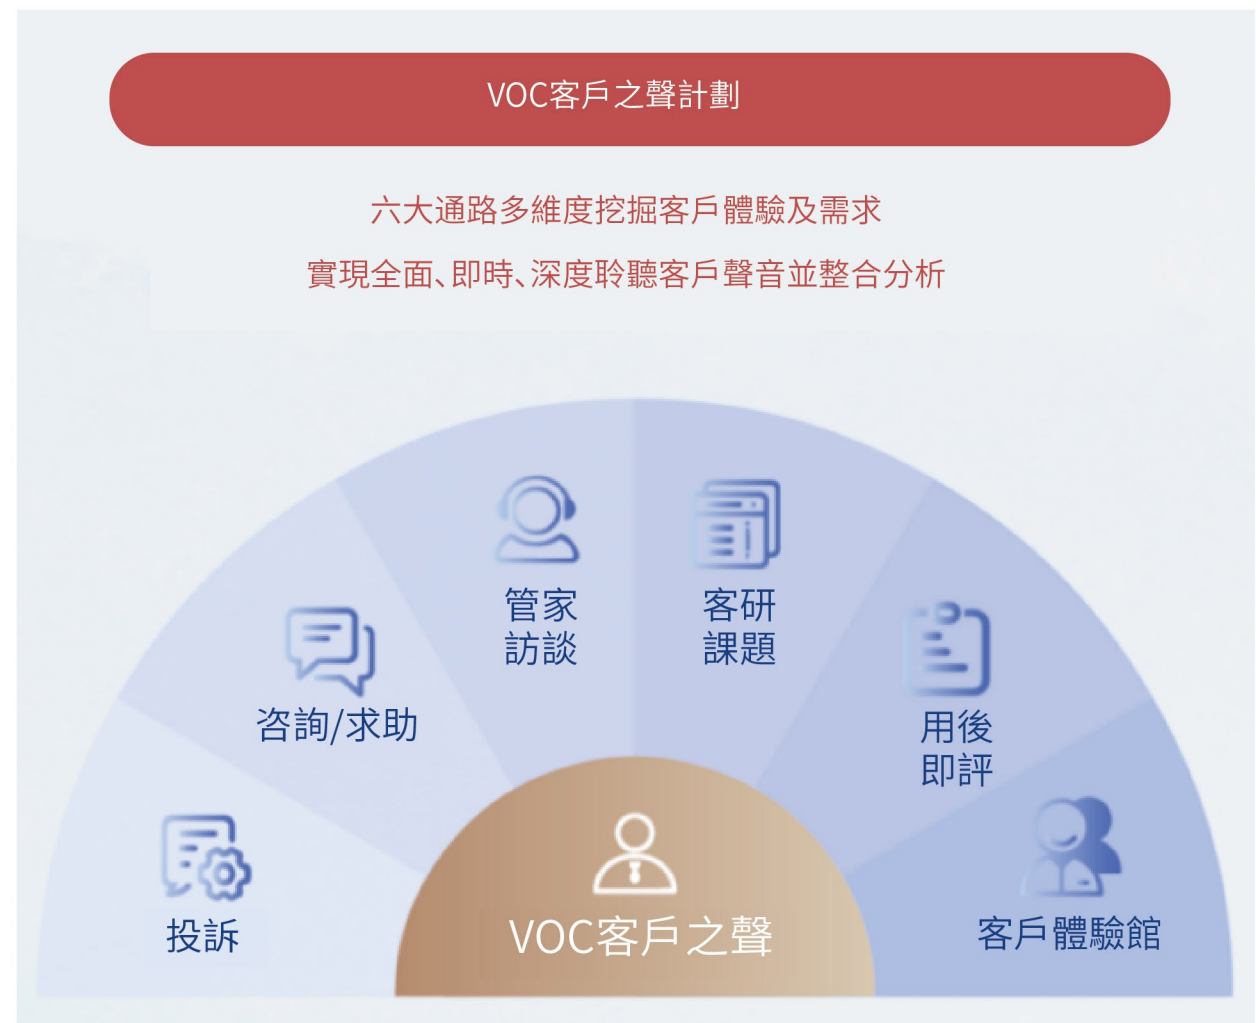 VOC客戶之聲計劃
六大通路多維度挖掘客戶體驗及需求
實現全面、即時、深度聆聽客戶聲音並整合分析
管家
訪談
客研
課題
咨詢/求助
用後
即評
投訴
VOC客戶之聲
客戶體驗館